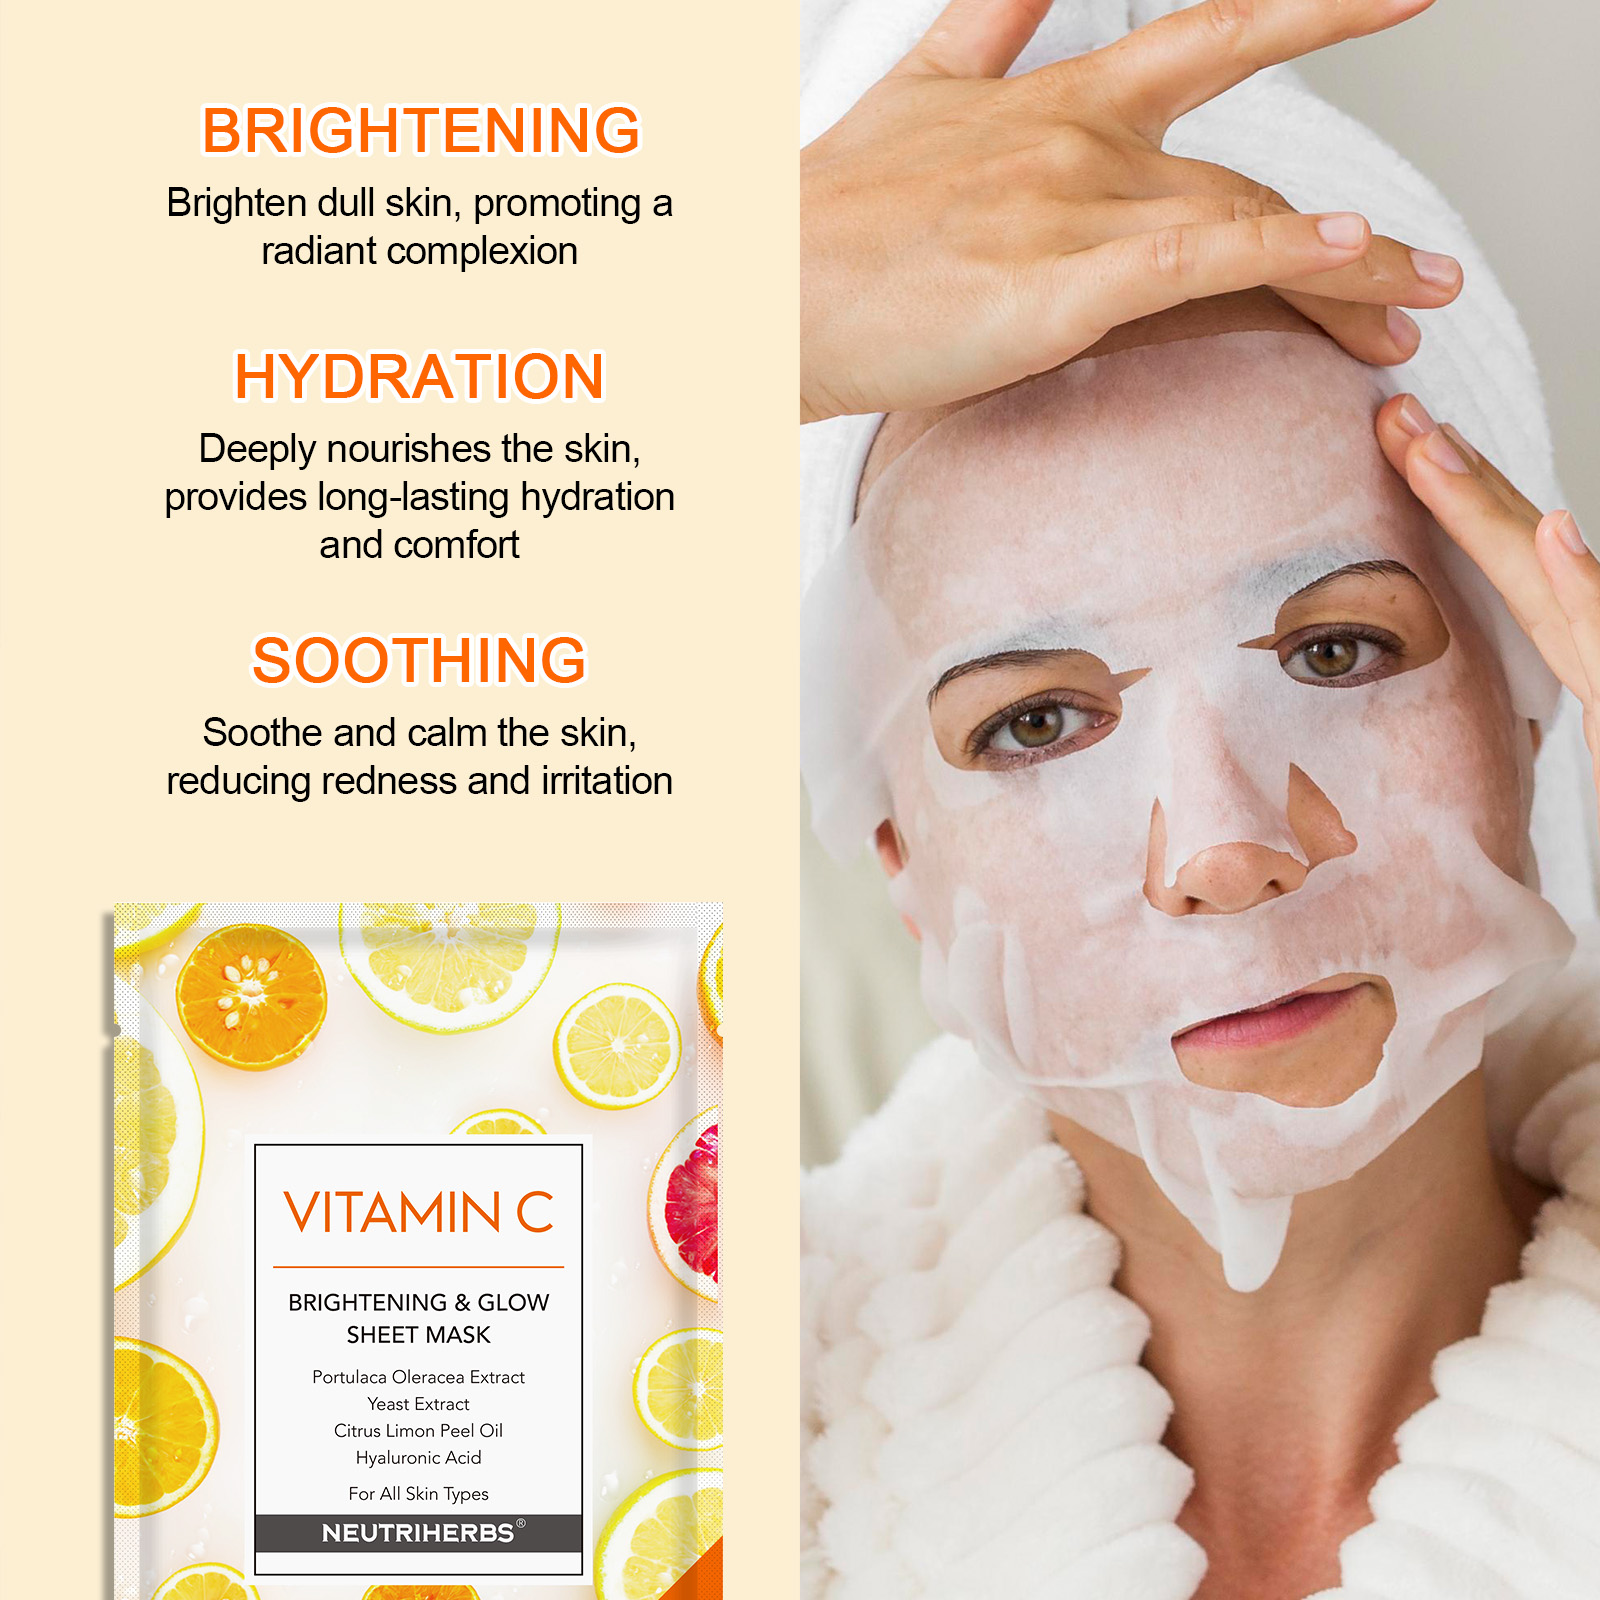 BRIGHTENING
Brighten dull skin, promoting a
radiant complexion
HYDRATION
Deeply nourishes the skin,
provides long-lasting hydration
and comfort
SOOTHING
Soothe and calm the skin,
reducing redness and irritation
VITAMIN C
BRIGHTENING & GLOW
SHEET MASK
Portulaca Oleracea Extract
Yeast Extract
Citrus Limon Peel Oil
Hyaluronic Acid
For All Skin Types
NEUTRIHERBS®